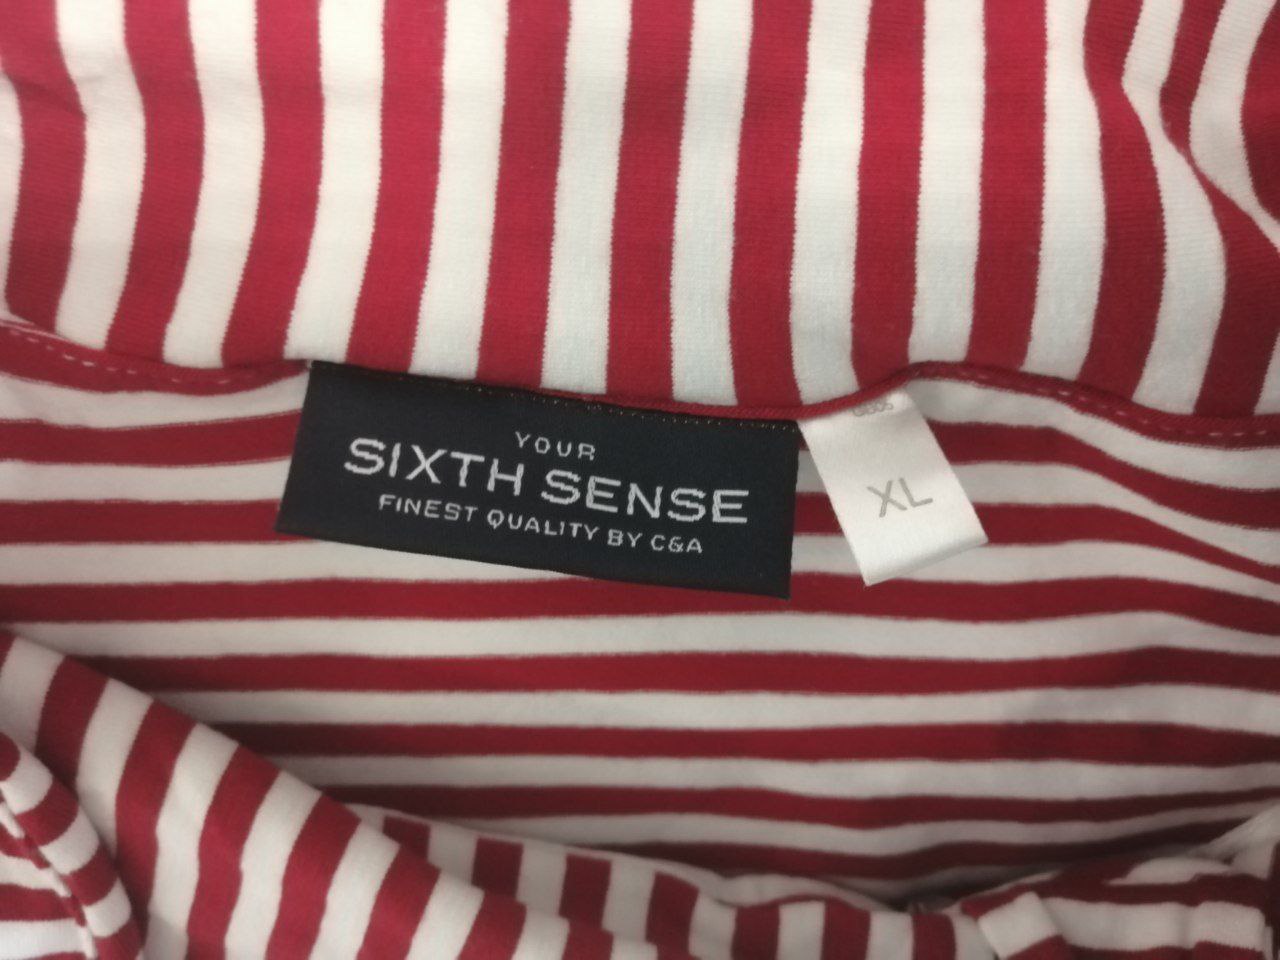 YOUR
SIXTH SENSE
FINEST QUALITY BY C&A
XL